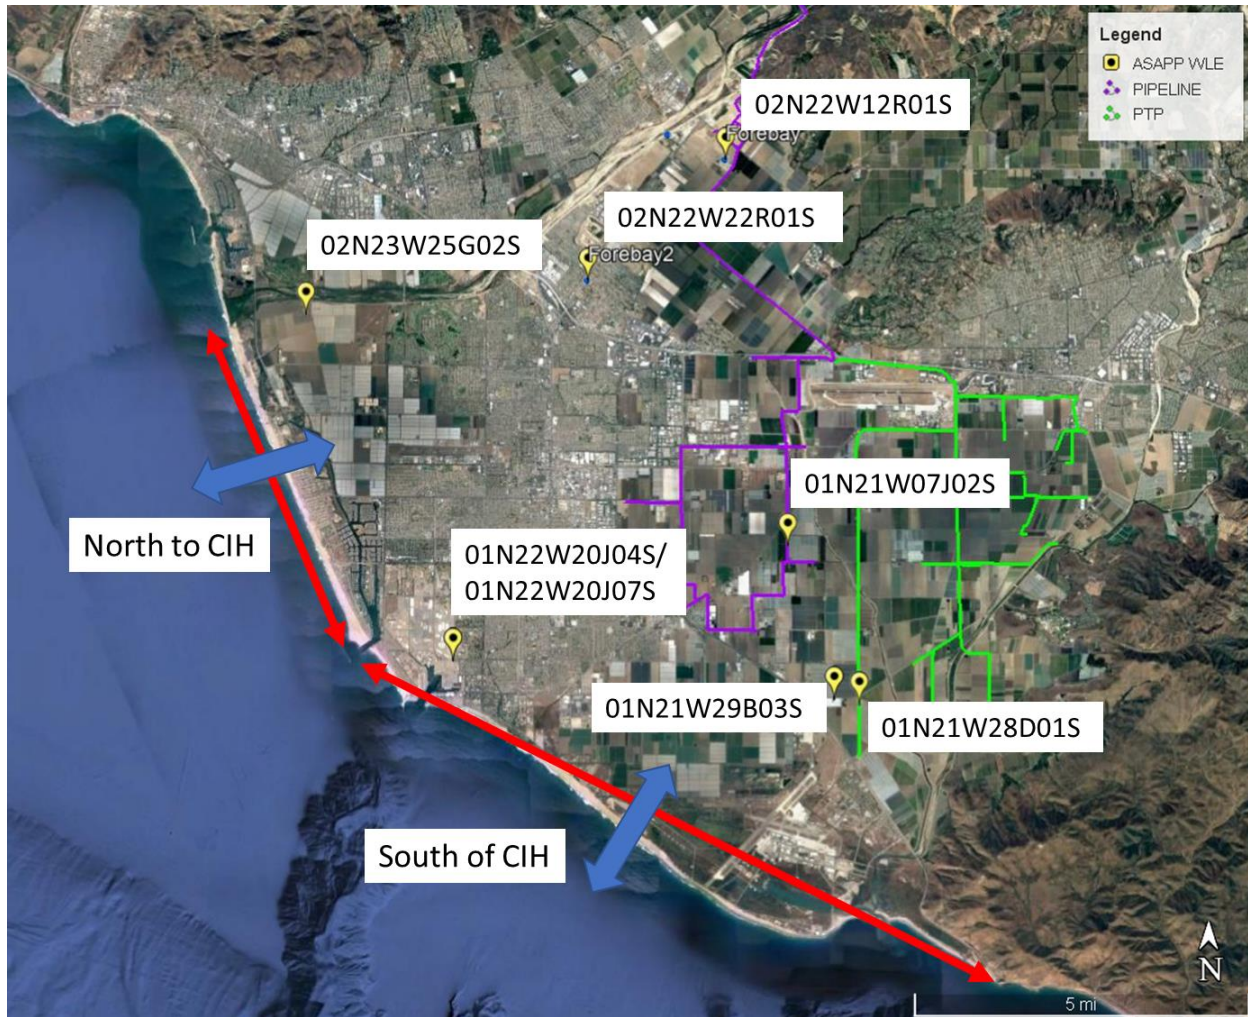 Legend
ASAPP WLE
PIPELINE
PTP
02N22W12R01S
Forebay
02N22W22R01S
02N23W25G02S
Forebay2
01N21W07J02S
North to CIH
01N22W20J04S/
01N22W20J07S
01N21W29B03S
01N21W28D01S
South of CIH
N
5 mi